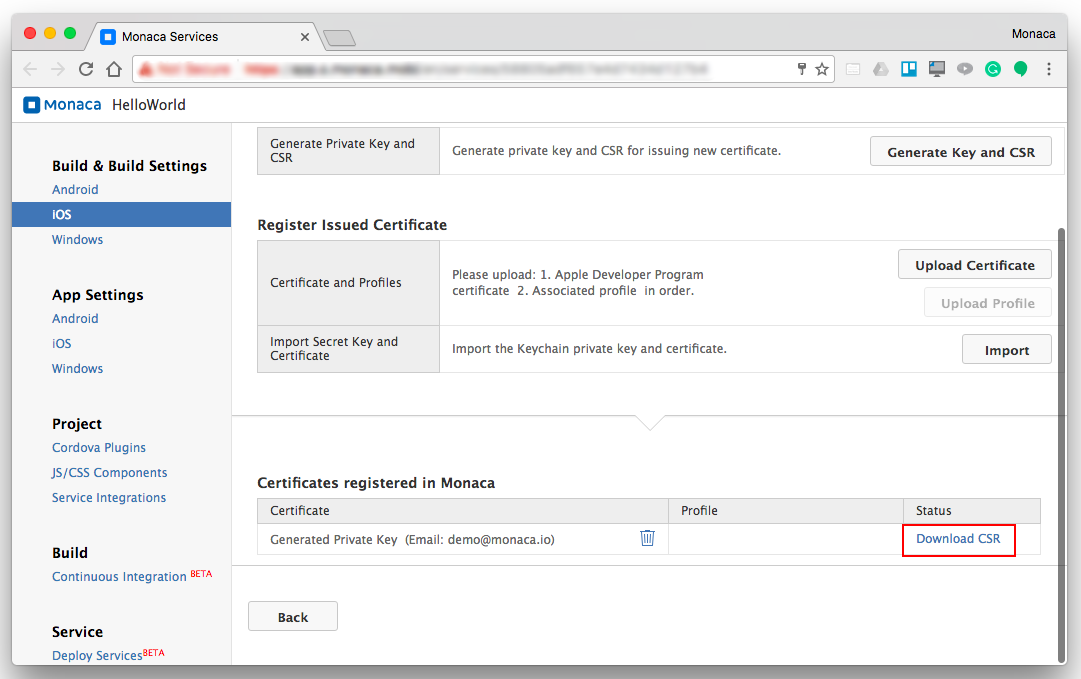 Monaca Services
Monaca
Monaca HelloWorld
Build & Build Settings
Android
iOS
Windows
App Settings
Android
iOS
Windows
Project
Cordova Plugins
JS/CSS Components
Service Integrations
Build
Continuous Integration BETA
Service
Deploy Services BETA
Generate Private Key and
CSR
Generate private key and CSR for issuing new certificate.
Generate Key and CSR
Register Issued Certificate
Certificate and Profiles
Please upload: 1. Apple Developer Program
certificate 2. Associated profile in order.
Upload Certificate
Upload Profile
Import Secret Key and
Certificate
Import the Keychain private key and certificate.
Import
Certificates registered in Monaca
Certificate Profile Status
Generated Private Key (Email: demo@monaca.io) Download CSR
Back